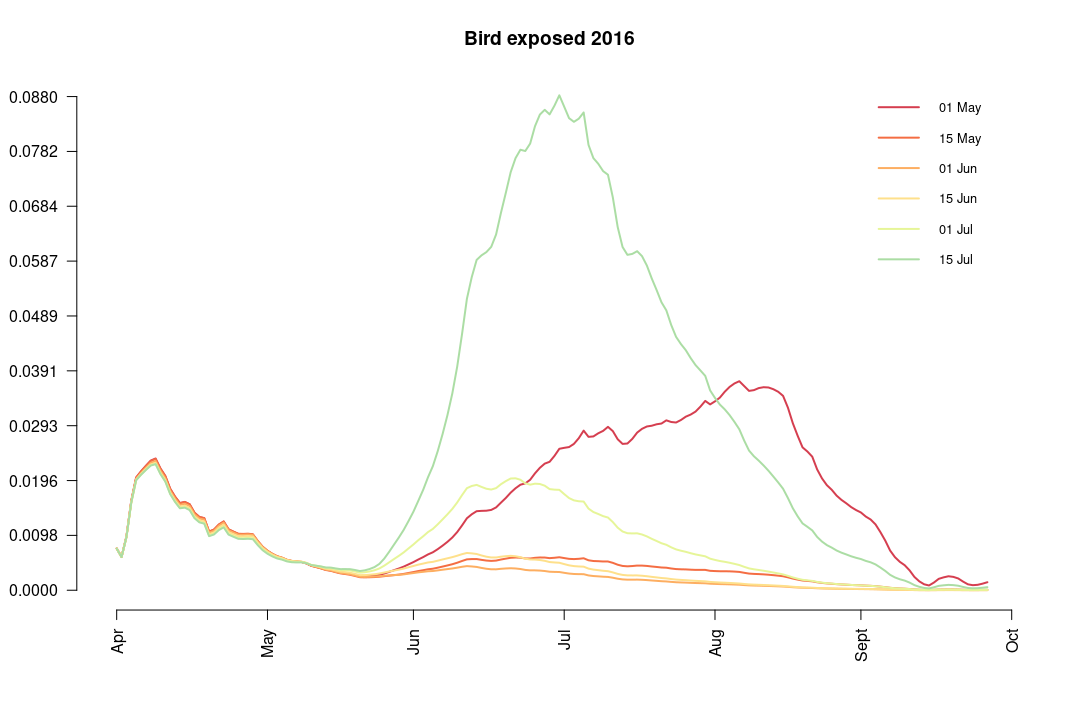 Bird exposed 2016
0.0880
0.0782
0.0684
0.0587
0.0489
0.0391
0.0293
0.0196
0.0098
0.0000
01 May
15 May
01 Jun
15 Jun
01 Jul
15 Jul
Apr
May
Jun
Jul
Aug
Sept
Oct